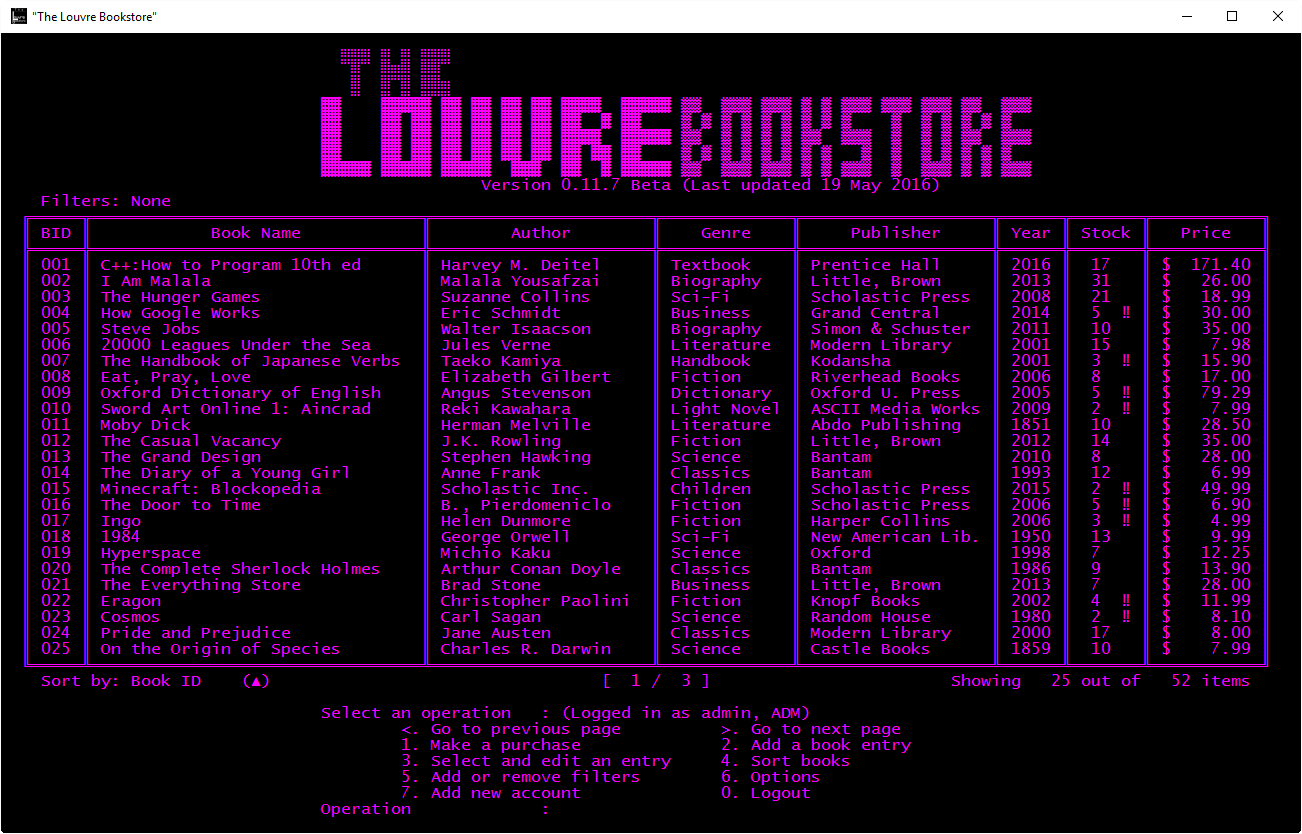 "The Louvre Bookstore"
THE
LOUVRE BOOKSTORE
Version 0.11.7 Beta (Last updated 19 May 2016)
Filters: None
BID Book Name Author Genre Publisher Year Stock Price
001 C++:How to Program 10th ed Harvey M. Deitel Textbook Prentice Hall 2016 17 $ 171.40
002 I Am Malala Malala Yousafzai Biography Little, Brown 2013 31 $ 26.00
003 The Hunger Games Suzanne Collins Sci-Fi Scholastic Press 2008 21 $ 18.99
004 How Google Works Eric Schmidt Business Grand Central 2014 5 ‼ $ 30.00
005 Steve Jobs Walter Isaacson Biography Simon & Schuster 2011 10 $ 35.00
006 20000 Leagues Under the Sea Jules Verne Literature Modern Library 2001 15 $ 7.98
007 The Handbook of Japanese Verbs Taeko Kamiya Handbook Kodansha 2001 3 ‼ $ 15.90
008 Eat, Pray, Love Elizabeth Gilbert Fiction Riverhead Books 2006 8 $ 17.00
009 Oxford Dictionary of English Angus Stevenson Dictionary Oxford U. Press 2005 5 ‼ $ 79.29
010 Sword Art Online 1: Aincrad Reki Kawahara Light Novel ASCII Media Works 2009 2 ‼ $ 7.99
011 Moby Dick Herman Melville Literature Abdo Publishing 1851 10 $ 28.50
012 The Casual Vacancy J.K. Rowling Fiction Little, Brown 2012 14 $ 35.00
013 The Grand Design Stephen Hawking Science Bantam 2010 8 $ 28.00
014 The Diary of a Young Girl Anne Frank Classics Bantam 1993 12 $ 6.99
015 Minecraft: Blockopedia Scholastic Inc. Children Scholastic Press 2015 2 ‼ $ 49.99
016 The Door to Time B., Pierdomeniclo Fiction Scholastic Press 2006 5 ‼ $ 6.90
017 Ingo Helen Dunmore Fiction Harper Collins 2006 3 ‼ $ 4.99
018 1984 George Orwell Sci-Fi New American Lib. 1950 13 $ 9.99
019 Hyperspace Michio Kaku Science Oxford 1998 7 $ 12.25
020 The Complete Sherlock Holmes Arthur Conan Doyle Classics Bantam 1986 9 $ 13.90
021 The Everything Store Brad Stone Business Little, Brown 2013 7 $ 28.00
022 Eragon Christopher Paolini Fiction Knopf Books 2002 4 ‼ $ 11.99
023 Cosmos Carl Sagan Science Random House 1980 2 ‼ $ 8.10
024 Pride and Prejudice Jane Austen Classics Modern Library 2000 17 $ 8.00
025 On the Origin of Species Charles R. Darwin Science Castle Books 1859 10 $ 7.99
Sort by: Book ID (▲) [ 1 / 3 ] Showing 25 out of 52 items
Select an operation : (Logged in as admin, ADM)
<. Go to previous page >. Go to next page
1. Make a purchase 2. Add a book entry
3. Select and edit an entry 4. Sort books
5. Add or remove filters 6. Options
7. Add new account 0. Logout
Operation :